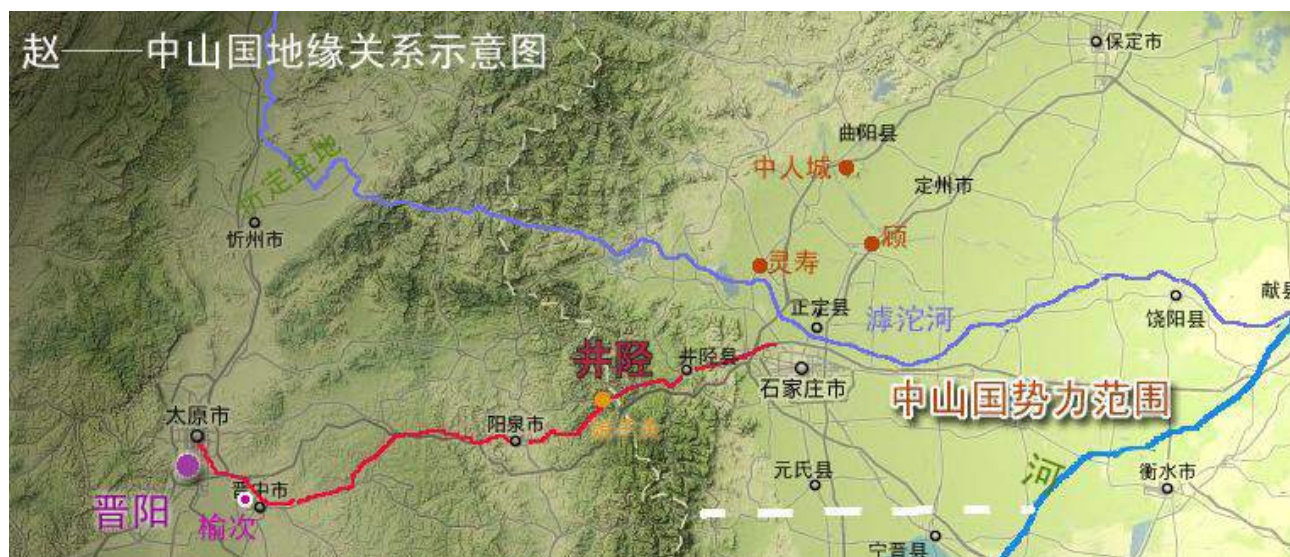 赵——中山国地缘关系示意图
保定市
曲阳县
中人城
定州市
忻定盆地
忻州市
顾
灵寿
献县
正定县
滹沱河
饶阳县
井陉
井陉县
石家庄市
中山国势力范围
太原市
阳泉市
元氏县
河
衡水市
晋中市
晋阳
榆次
宁晋县